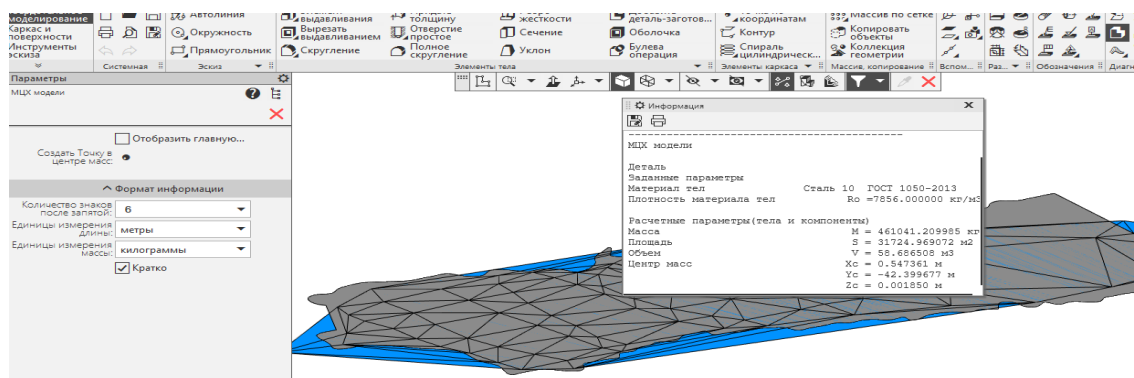 моделирование
Каркас и
поверхности
Инструменты
эскиза
Системная
Автолиния
Окружность
Прямоугольник
Эскиз
выдавливания
Вырезать
выдавливанием
Скругление
толщину
Отверстие
простое
Полное
скругление
жесткости
Сечение
Уклон
деталь-заготов...
Оболочка
Булева
операция
Элементы тела
координатам
Контур
Спираль
цилиндрическ...
Элементы каркаса
Массив по сетке
Копировать
объекты
Коллекция
геометрии
Массив, копирование
Вспом...
Раз...
Обозначения
Диагн
Параметры
МЦХ модели
Отобразить главную...
Создать Точку в
центре масс:
Формат информации
Количество знаков
после запятой:
6
Единицы измерения
длины:
метры
Единицы измерения
массы:
килограммы
Кратко
Информация
МЦХ модели
Деталь
Заданные параметры
Материал тел Сталь 10 ГОСТ 1050-2013
Плотность материала тел Ro =7856.000000 кг/м3
Расчетные параметры(тела и компоненты)
Масса M = 461041.209985 кг
Площадь S = 31724.969072 м2
Объем V = 58.686508 м3
Центр масс Xc = 0.547361 м
Yc = -42.399677 м
Zc = 0.001850 м